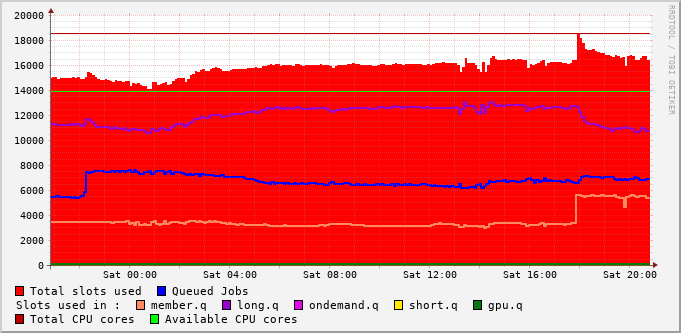 RRDTOOL / TOBI OETIKER
20000
18000
16000
14000
12000
10000
8000
6000
4000
2000
0
Sat 00:00 Sat 04:00 Sat 08:00 Sat 12:00 Sat 16:00 Sat 20:00
Total slots used Queued Jobs
Slots used in : member.q long.q ondemand.q short.q gpu.q
Total CPU cores Available CPU cores